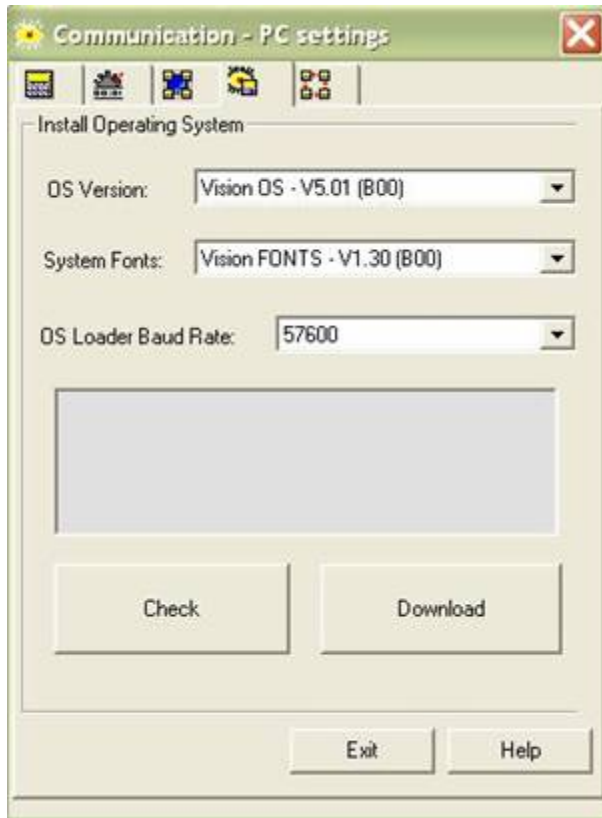 Communication - PC settings
Install Operating System
OS Version: Vision OS - V5.01 (B00)
System Fonts: Vision FONTS - V1.30 (B00)
OS Loader Baud Rate: 57600
Check Download
Exit Help